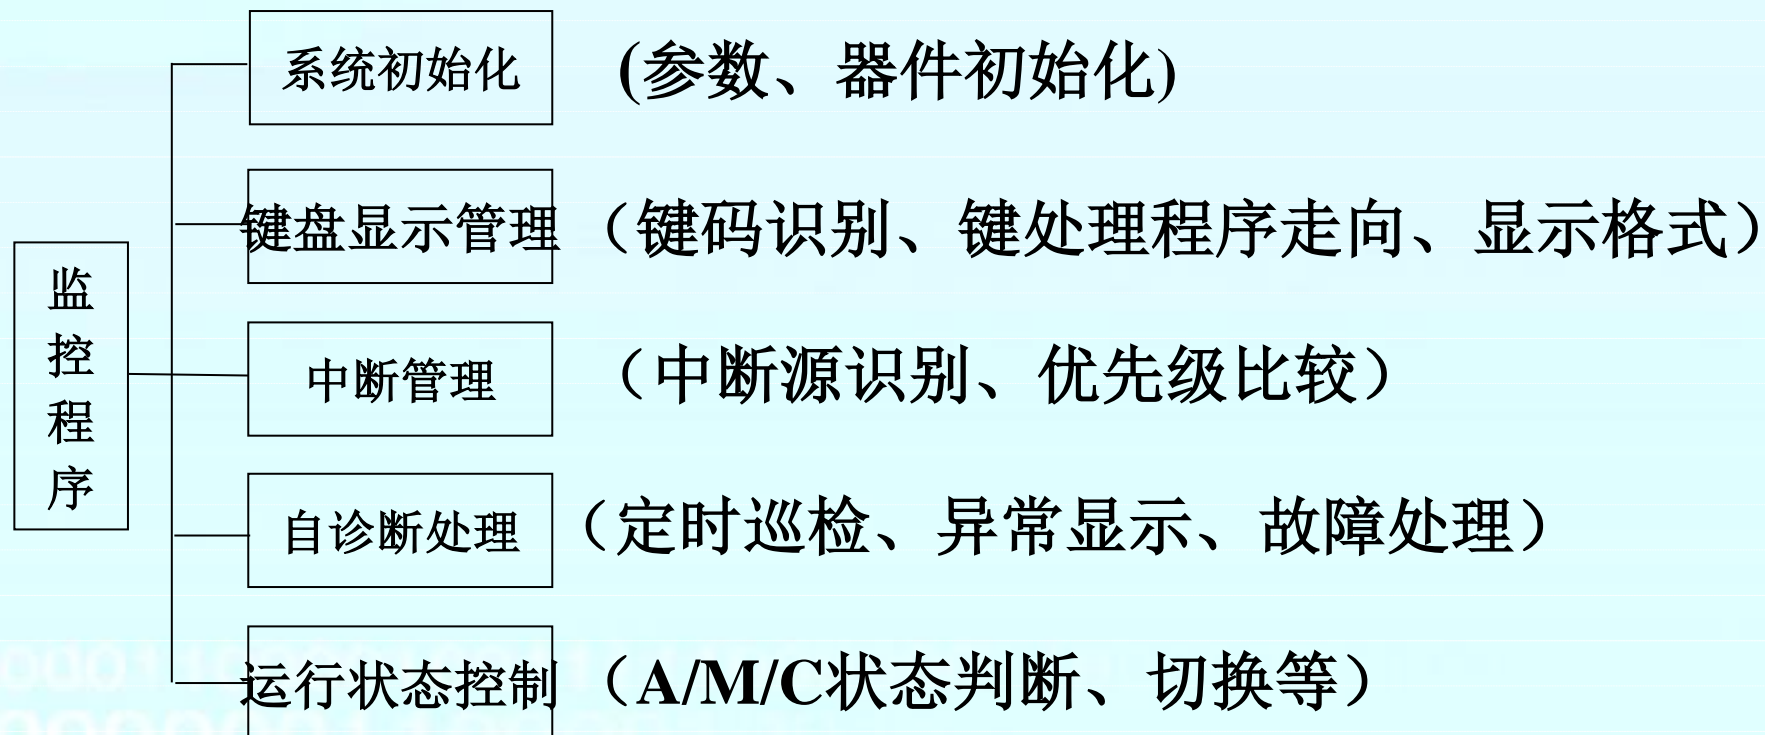 系统初始化 (参数、器件初始化)
键盘显示管理（键码识别、键处理程序走向、显示格式）
监控程序
中断管理（中断源识别、优先级比较）
自诊断处理（定时巡检、异常显示、故障处理）
运行状态控制（A/M/C状态判断、切换等）